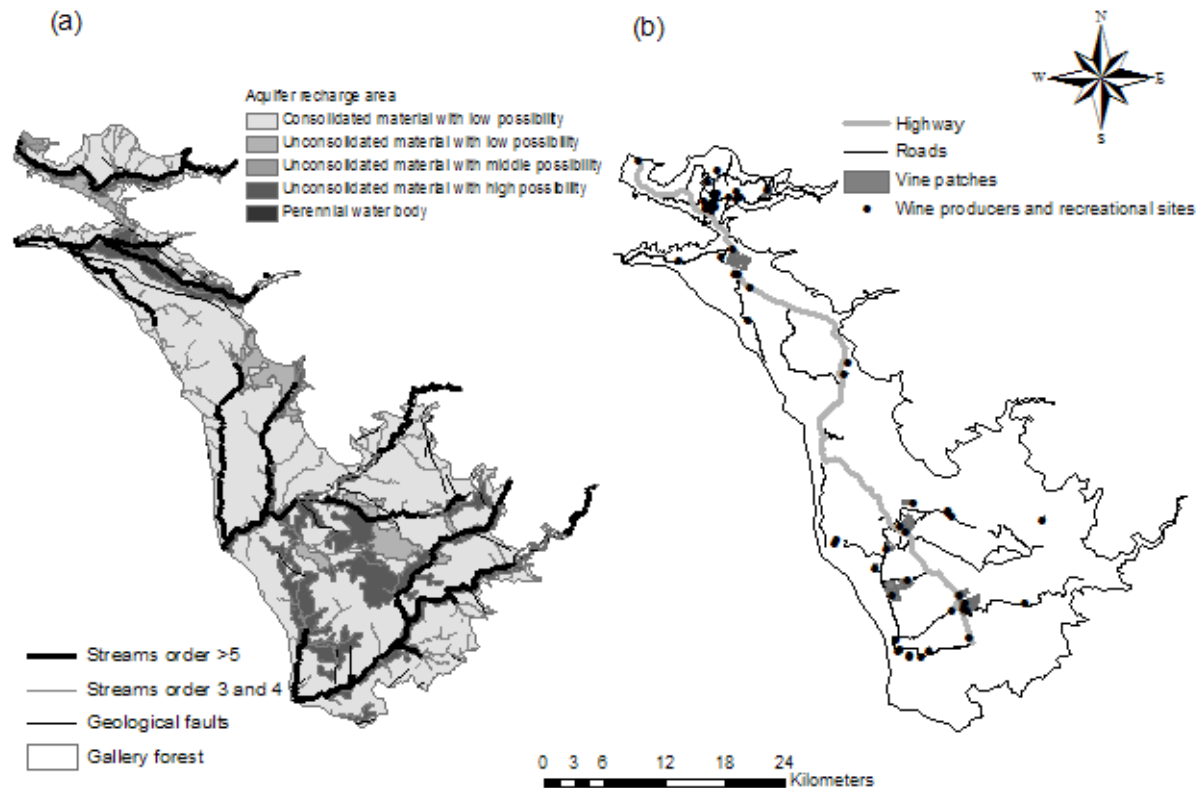 (a)
Aquifer recharge area
Consolidated material with low possibility
Unconsolidated material with low possibility
Unconsolidated material with middle possibility
Unconsolidated material with high possibility
Perennial water body
Streams order >5
Streams order 3 and 4
Geological faults
Gallery forest
(b)
N
W E
S
Highway
Roads
Vine patches
Wine producers and recreational sites
0 3 6 12 18 24
Kilometers